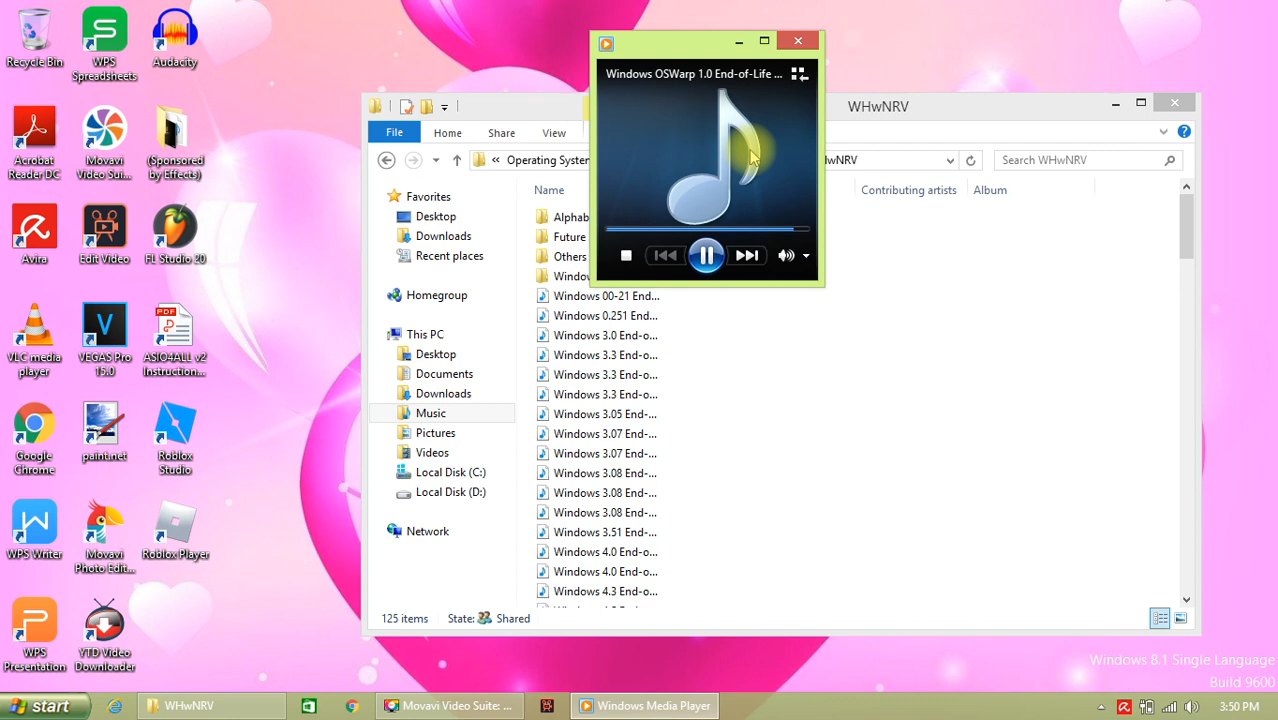 Recycle Bin
WPS
Spreadsheets
Audacity
Acrobat
Reader DC
Movavi
Video Sui...
(Sponsored
by Effects)
Avira
Edit Video
FL Studio 20
VLC media
player
VEGAS Pro
15.0
ASIO4ALL v2
Instruction...
Google
Chrome
paint.net
Roblox
Studio
WPS Writer
Movavi
Photo Edit...
Roblox Player
WPS
Presentation
YTD Video
Downloader
Windows OSWarp 1.0 End-of-Life ...
WHwNRV
File
Home
Share
View
« Operating System
Search WHwNRV
Name
Contributing artists
Album
Favorites
Desktop
Downloads
Recent places
Homegroup
This PC
Desktop
Documents
Downloads
Music
Pictures
Videos
Local Disk (C:)
Local Disk (D:)
Network
Alphab
Future
Others
Windo
Windows 00-21 End...
Windows 0.251 End...
Windows 3.0 End-o...
Windows 3.3 End-o...
Windows 3.3 End-o...
Windows 3.3 End-o...
Windows 3.05 End-...
Windows 3.07 End-...
Windows 3.07 End-...
Windows 3.08 End-...
Windows 3.08 End-...
Windows 3.08 End-...
Windows 3.51 End-...
Windows 4.0 End-o...
Windows 4.0 End-o...
Windows 4.3 End-o...
125 items
State:
Shared
Windows 8.1 Single Language
Build 9600
start
WHwNRV
Movavi Video Suite: ...
Windows Media Player
3:50 PM